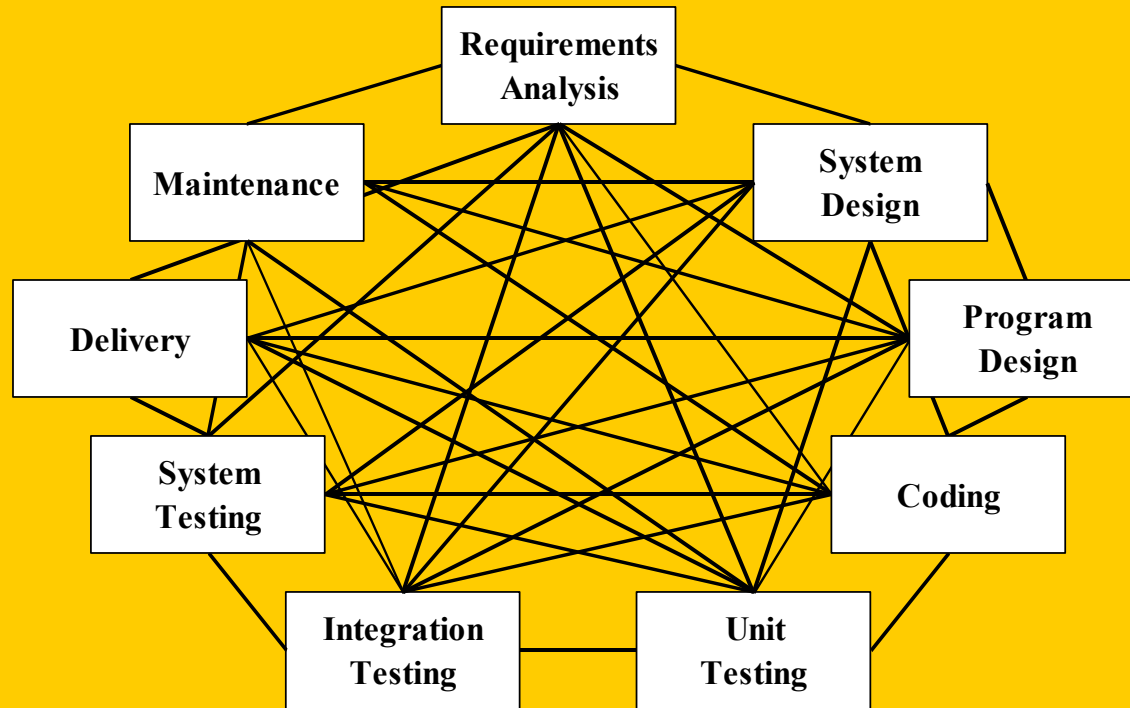 Requirements
Analysis
Maintenance
System
Design
Delivery
Program
Design
System
Testing
Coding
Integration
Testing
Unit
Testing